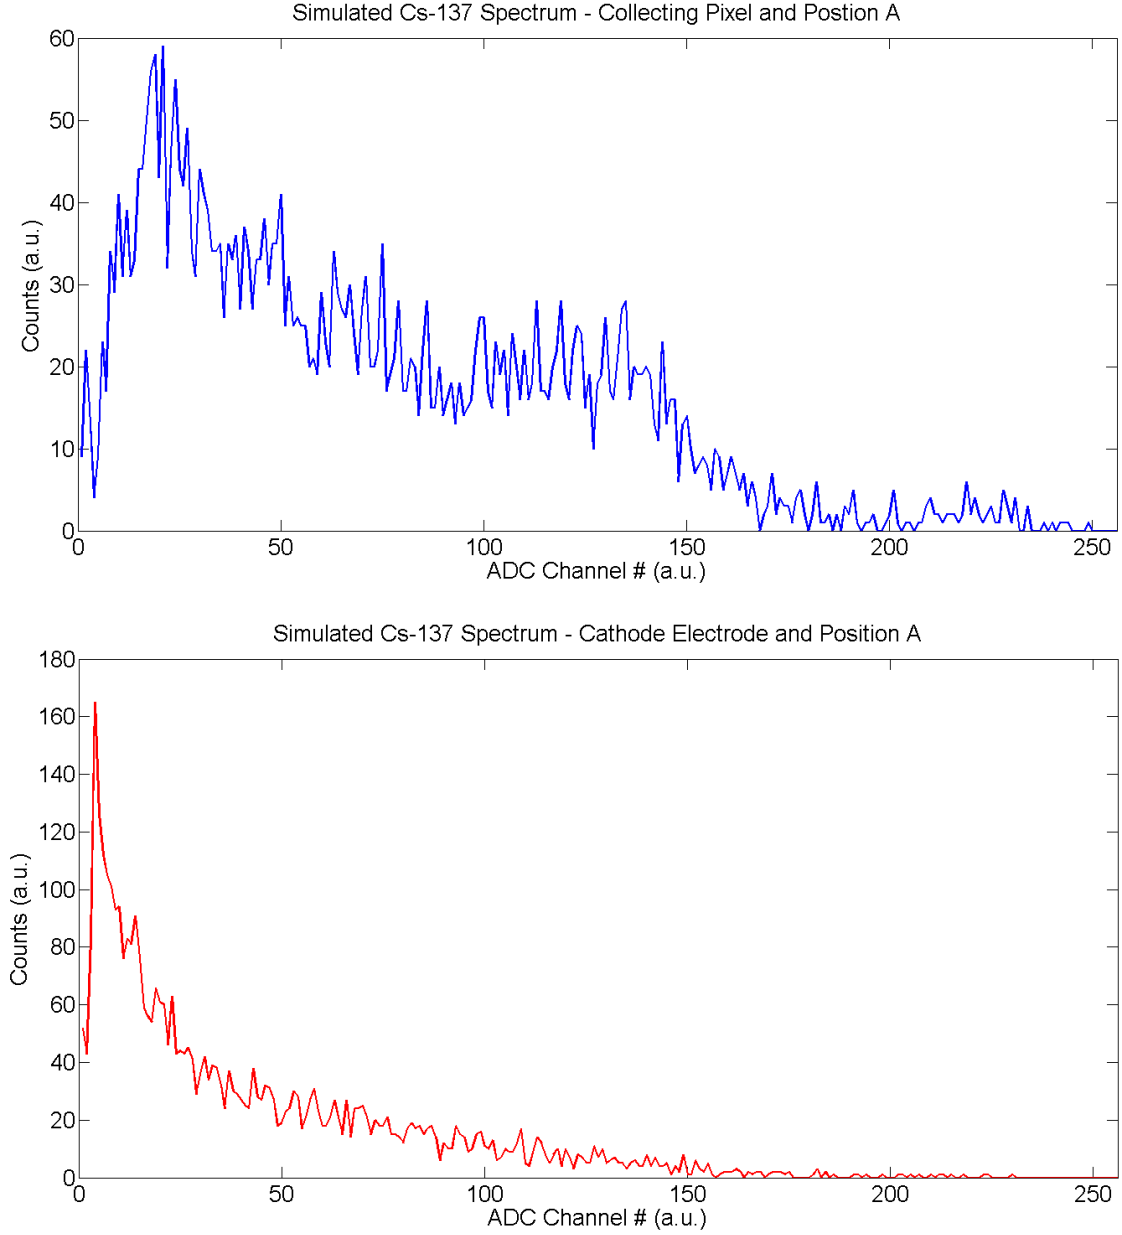 Simulated Cs-137 Spectrum - Collecting Pixel and Postion A
60
50
40
30
20
10
0
Counts (a.u.)
0 50 100 150 200 250
ADC Channel # (a.u.)
Simulated Cs-137 Spectrum - Cathode Electrode and Position A
180
160
140
120
100
80
60
40
20
0
Counts (a.u.)
0 50 100 150 200 250
ADC Channel # (a.u.)